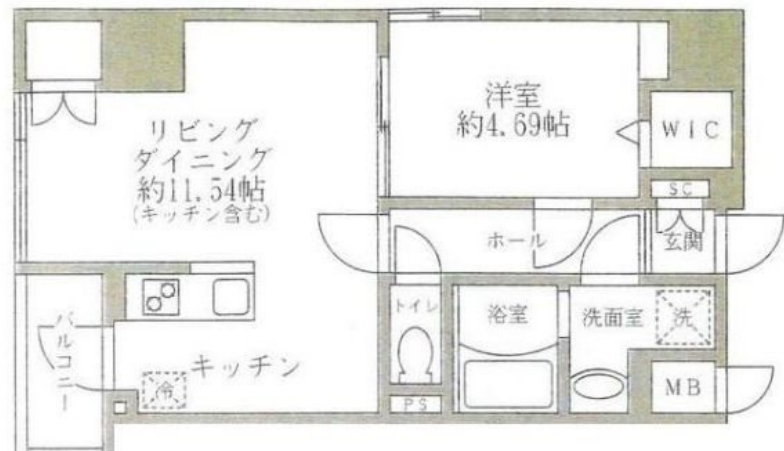 リビング
ダイニング
約11.54帖
(キッチン含む)
洋室
約4.69帖
WIC
SC
ホール
玄関
バルコニー
キッチン
冷
トイレ
浴室
洗面室
洗
PS
MB